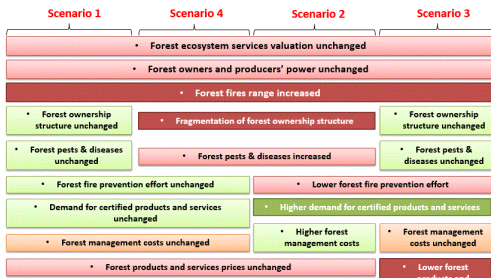 Scenario 1 Scenario 4 Scenario 2 Scenario 3
• Forest ecosystem services valuation unchanged
• Forest owners and producers' power unchanged
• Forest fires range increased
• Forest ownership structure unchanged
• Fragmentation of forest ownership structure
• Forest ownership structure unchanged
• Forest pests & diseases unchanged
• Forest pests & diseases increased
• Forest pests & diseases unchanged
• Forest fire prevention effort unchanged
• Lower forest fire prevention effort
• Demand for certified products and services unchanged
• Higher demand for certified products and services
• Forest management costs unchanged
• Higher forest management costs
• Forest management costs unchanged
• Forest products and services prices unchanged
• Lower forest
products and